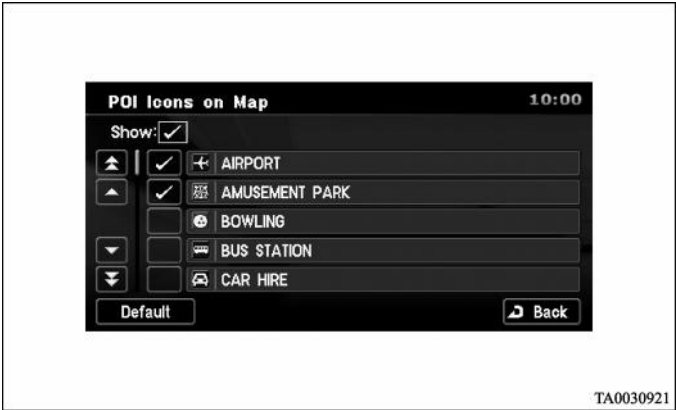 POI Icons on Map 10:00
Show:
AIRPORT
AMUSEMENT PARK
BOWLING
BUS STATION
CAR HIRE
Default Back
TA0030921